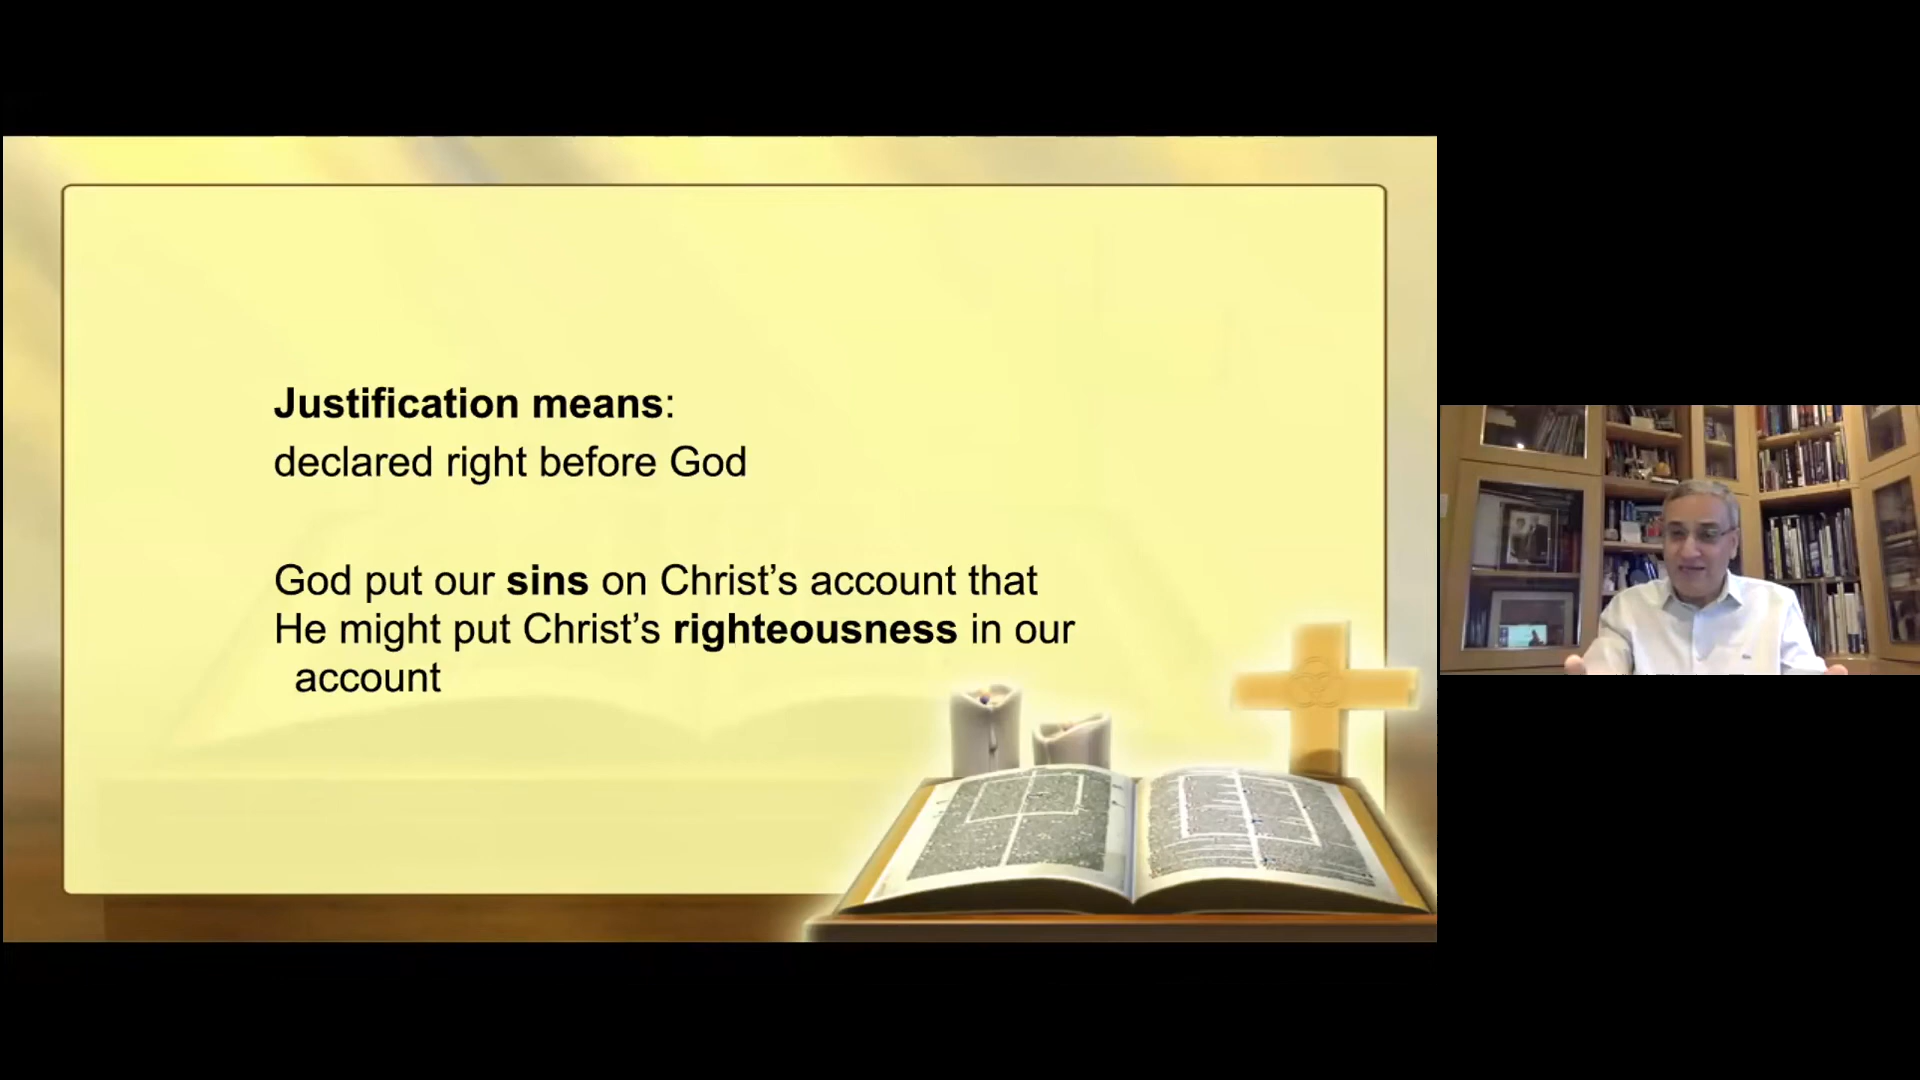 Justification means:
declared right before God
God put our sins on Christ’s account that
He might put Christ’s righteousness in our
account